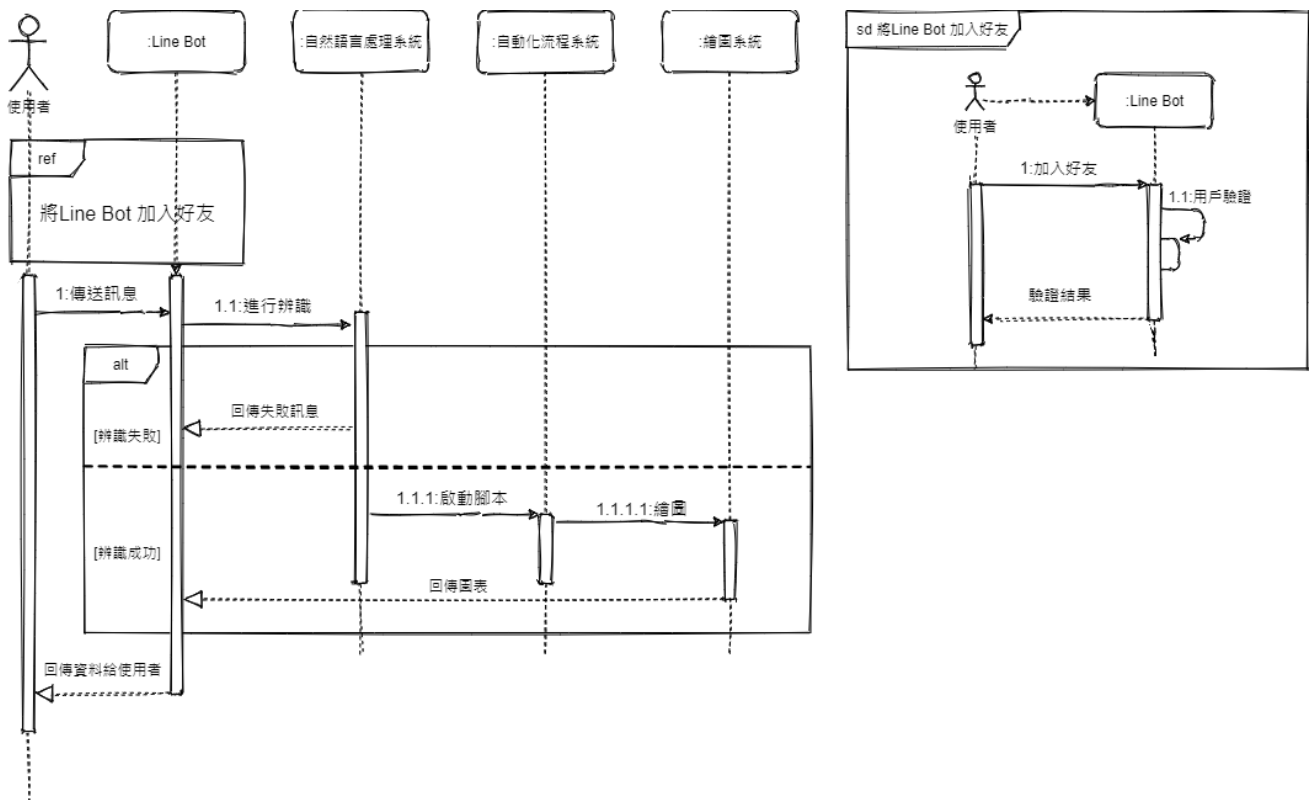 :Line Bot
:自然語言處理系統
:自動化流程系統
:繪圖系統
使用者
ref
將Line Bot 加入好友
1:傳送訊息
1.1:進行辨識
alt
回傳失敗訊息
[辨識失敗]
1.1.1:啟動腳本
1.1.1.1:繪圖
[辨識成功]
回傳圖表
回傳資料給使用者
sd 將Line Bot 加入好友
:Line Bot
使用者
1:加入好友
1.1:用戶驗證
驗證結果